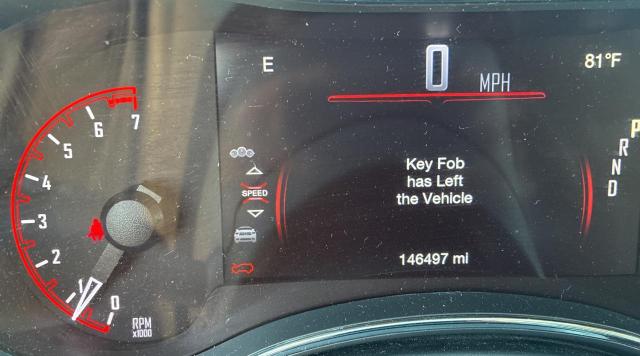 E
0 MPH
81°F
7
6
5
4
3
2
1
0
RPM
x1000
SPEED
Key Fob
has Left
the Vehicle
146497 mi
P
R
N
D